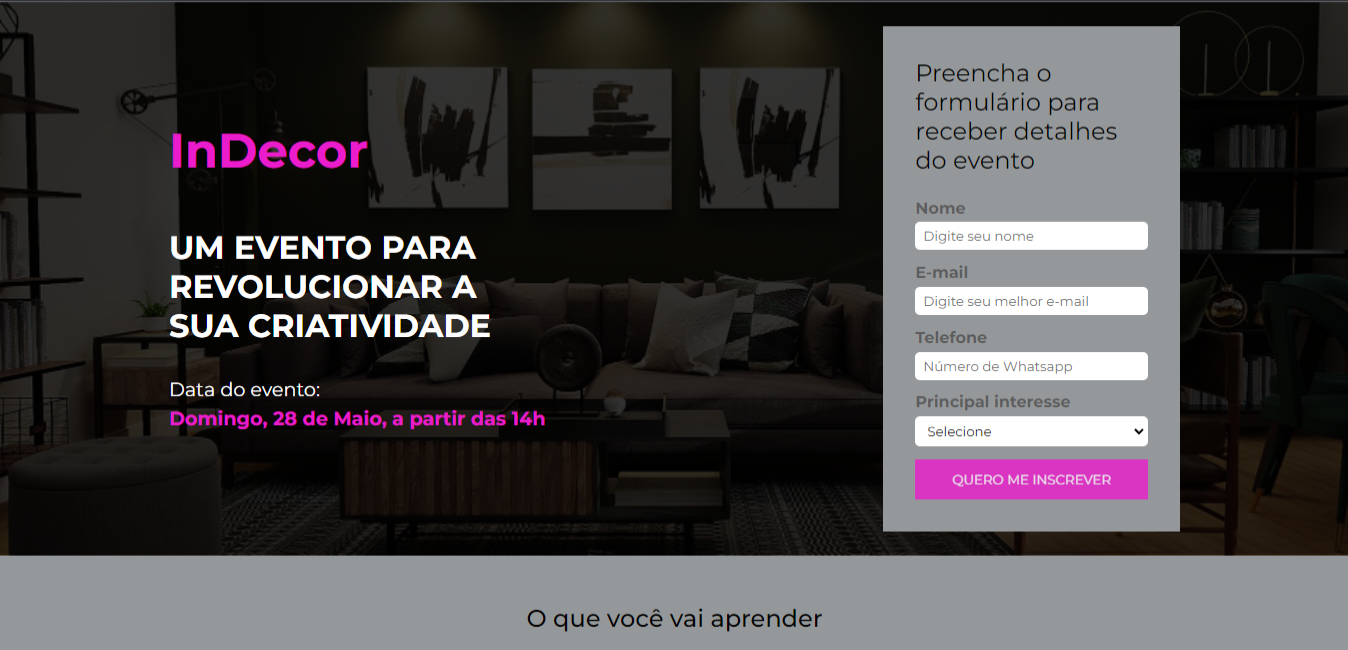 InDecor
UM EVENTO PARA
REVOLUCIONAR A
SUA CRIATIVIDADE
Data do evento:
Domingo, 28 de Maio, a partir das 14h
Preencha o
formulário para
receber detalhes
do evento
Nome
Digite seu nome
E-mail
Digite seu melhor e-mail
Telefone
Número de Whatsapp
Principal interesse
Selecione
QUERO ME INSCREVER
O que você vai aprender